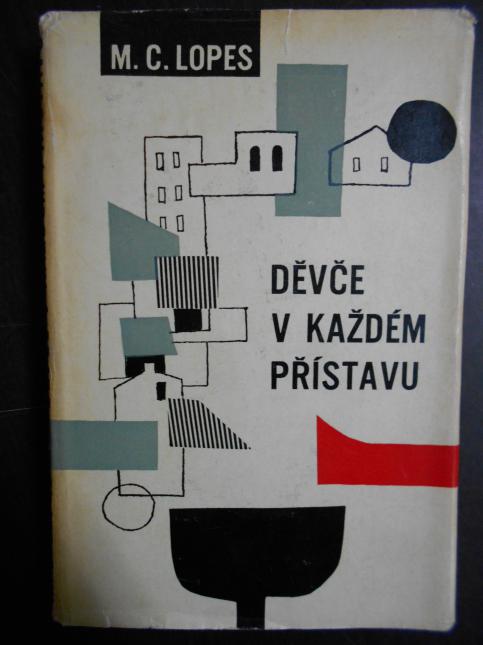 M. C. LOPES
DĚVČE
V KAŽDÉM
PŘÍSTAVU